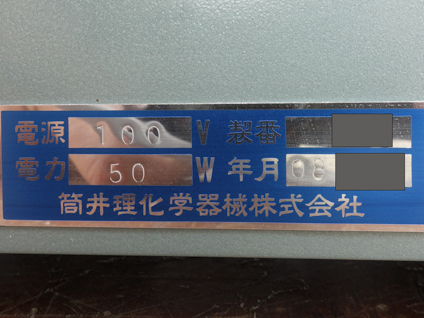 電源 100 V 製番
電力 50 W 年月 08
筒井理化学器械株式会社